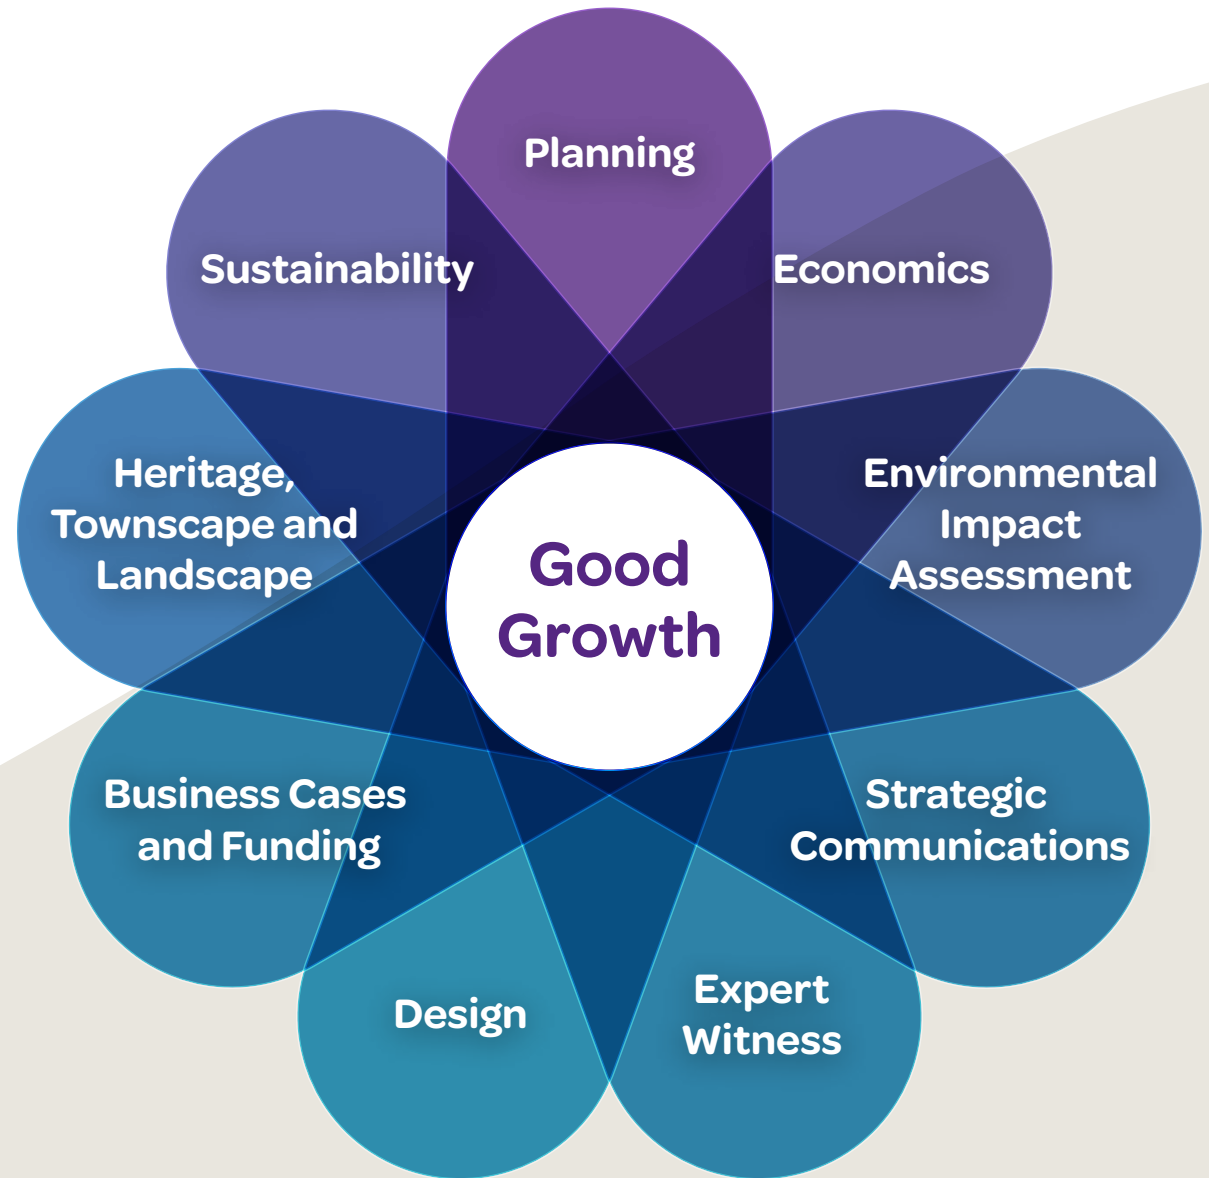 Planning
Economics
Environmental
Impact
Assessment
Strategic
Communications
Expert
Witness
Design
Business Cases
and Funding
Heritage,
Townscape and
Landscape
Sustainability
Good
Growth